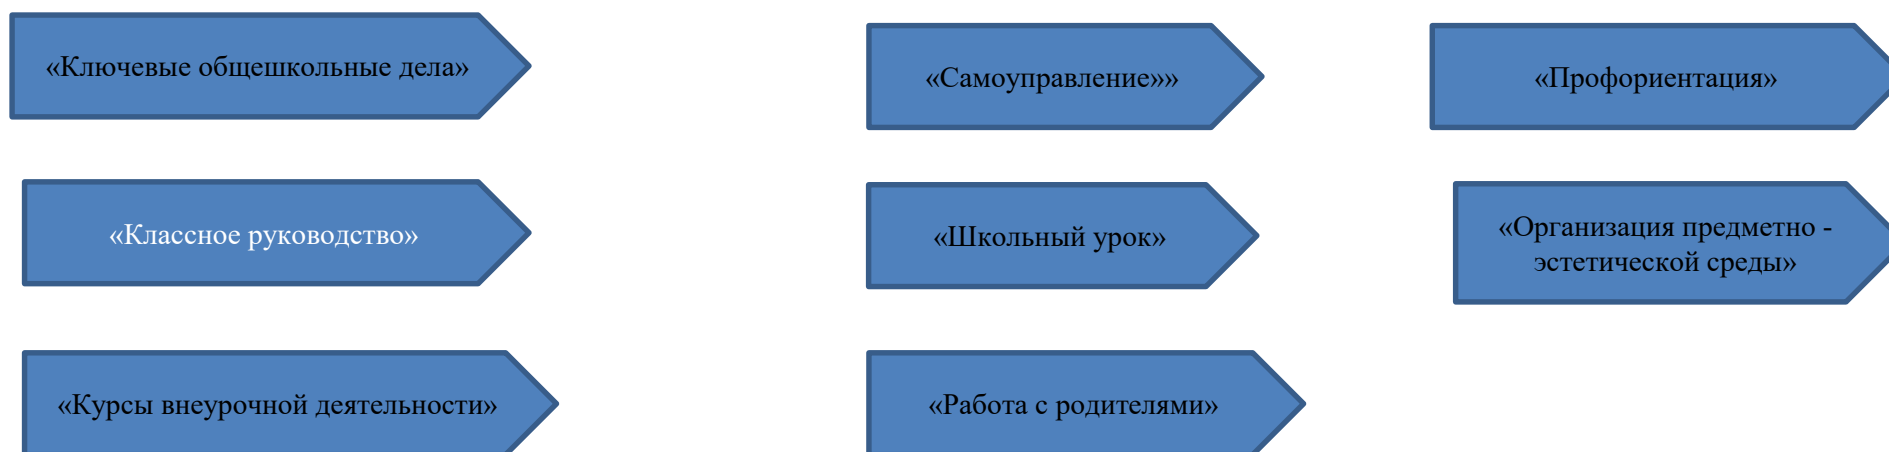 «Ключевые общешкольные дела»
«Самоуправление»»
«Профориентация»
«Классное руководство»
«Школьный урок»
«Организация предметно -
эстетической среды»
«Курсы внеурочной деятельности»
«Работа с родителями»